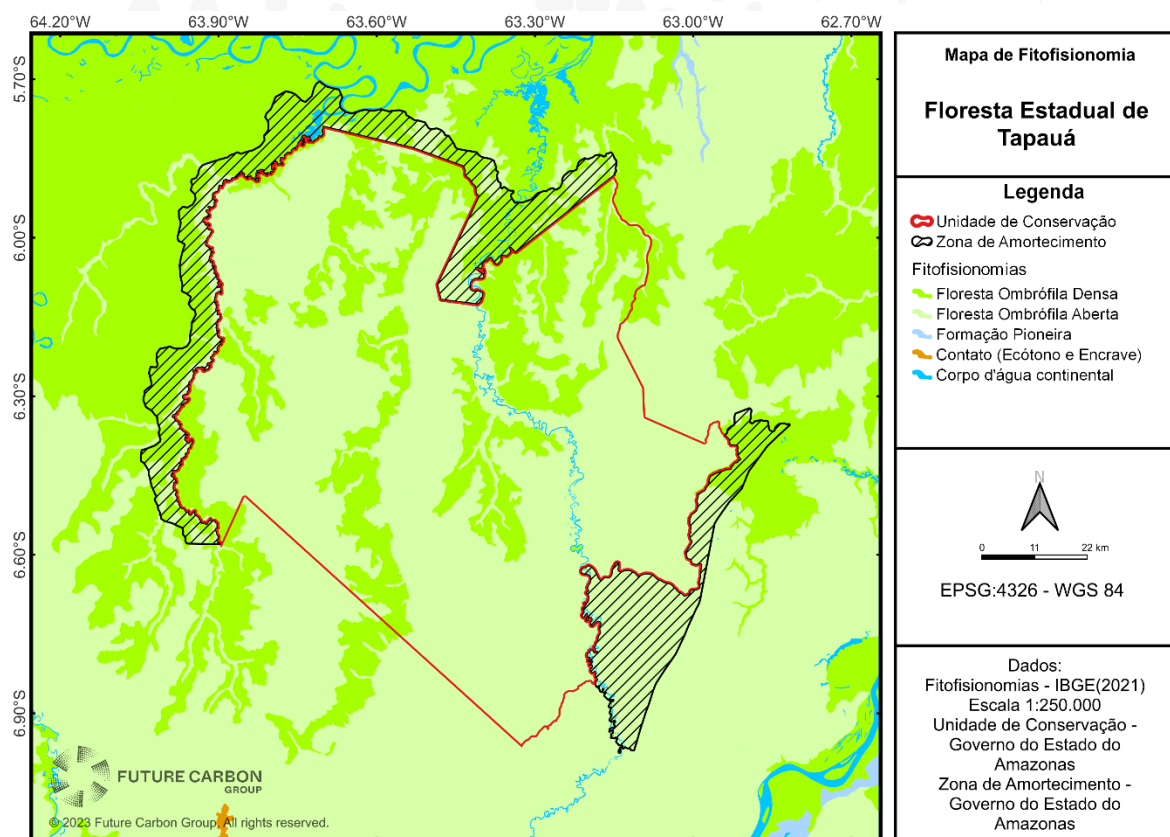 64.20°W 63.90°W 63.60°W 63.30°W 63.00°W 62.70°W
5.70°S
6.00°S
6.30°S
6.60°S
6.90°S
FUTURE CARBON
GROUP
© 2023 Future Carbon Group. All rights reserved.
Mapa de Fitofisionomia
Floresta Estadual de
Tapauá
Legenda
Unidade de Conservação
Zona de Amortecimento
Fitofisionomias
Floresta Ombrófila Densa
Floresta Ombrófila Aberta
Formação Pioneira
Contato (Ecótono e Encrave)
Corpo d'água continental
N
0 11 22 km
EPSG:4326 - WGS 84
Dados:
Fitofisionomias - IBGE(2021)
Escala 1:250.000
Unidade de Conservação -
Governo do Estado do
Amazonas
Zona de Amortecimento -
Governo do Estado do
Amazonas